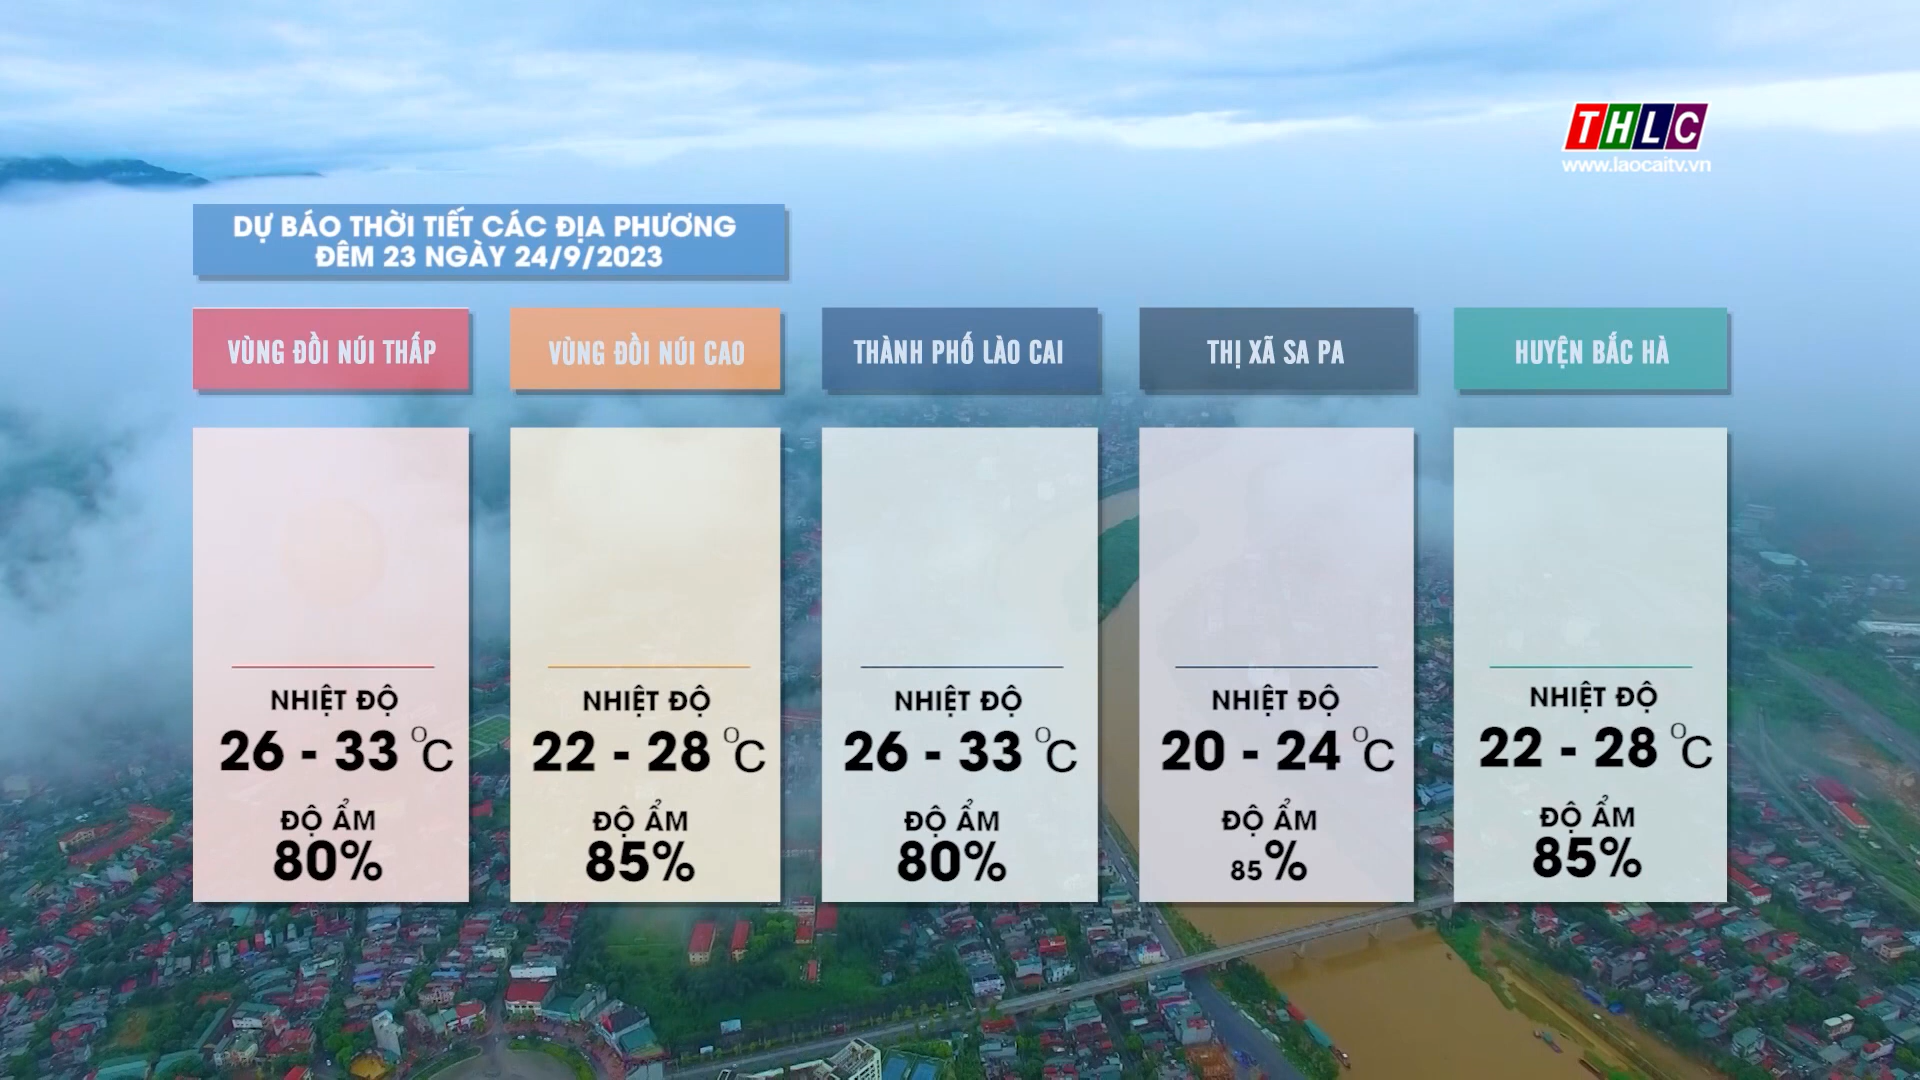 THLC
www.laocaitv.vn
DỰ BÁO THỜI TIẾT CÁC ĐỊA PHƯƠNG
ĐÊM 23 NGÀY 24/9/2023
VÙNG ĐỒI NÚI THẤP
VÙNG ĐỒI NÚI CAO
THÀNH PHỐ LÀO CAI
THỊ XÃ SA PA
HUYỆN BẮC HÀ
NHIỆT ĐỘ
26 - 33 °C
ĐỘ ẨM
80%
NHIỆT ĐỘ
22 - 28 °C
ĐỘ ẨM
85%
NHIỆT ĐỘ
26 - 33 °C
ĐỘ ẨM
80%
NHIỆT ĐỘ
20 - 24 °C
ĐỘ ẨM
85%
NHIỆT ĐỘ
22 - 28 °C
ĐỘ ẨM
85%